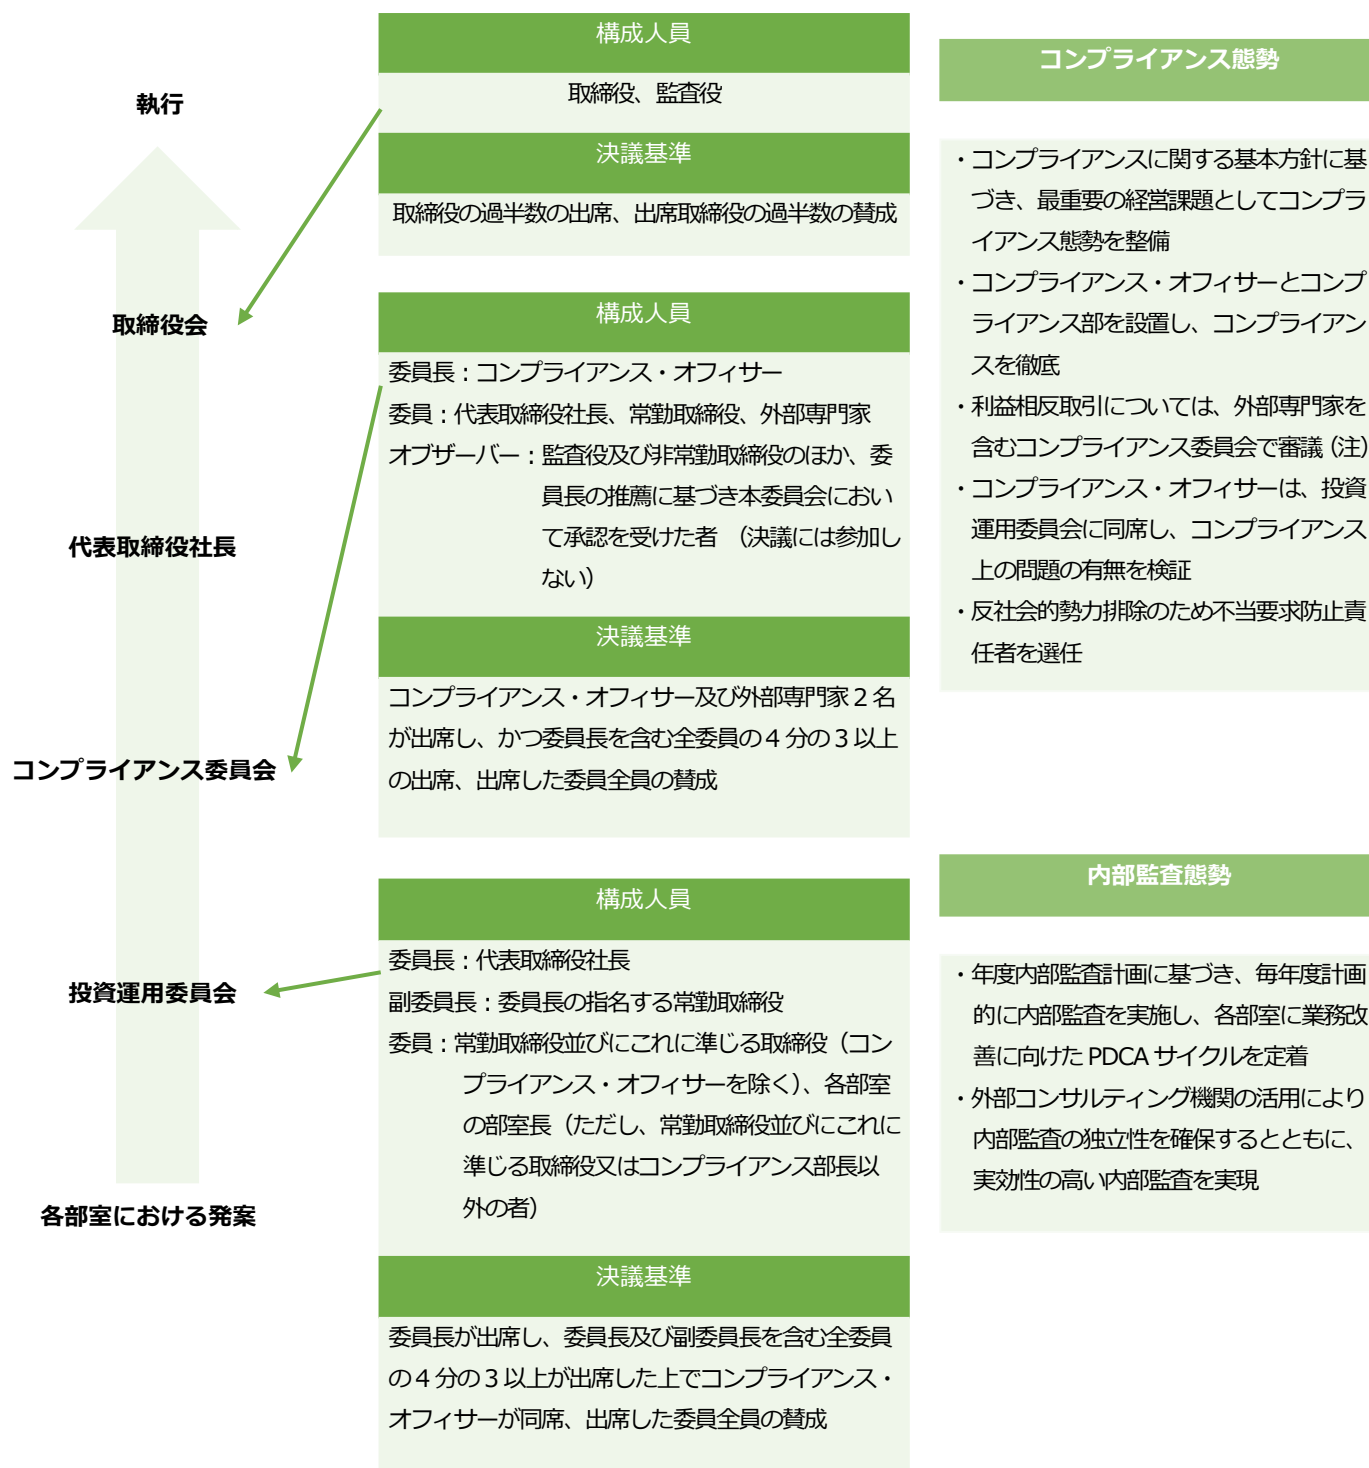 執行
取締役会
代表取締役社長
コンプライアンス委員会
投資運用委員会
各部室における発案
構成人員
取締役、監査役
決議基準
取締役の過半数の出席、出席取締役の過半数の賛成
構成人員
委員長：コンプライアンス・オフィサー
委員：代表取締役社長、常勤取締役、外部専門家
オブザーバー：監査役及び非常勤取締役のほか、委
員長の推薦に基づき本委員会におい
て承認を受けた者　（決議には参加し
ない）
決議基準
コンプライアンス・オフィサー及び外部専門家２名
が出席し、かつ委員長を含む全委員の４分の３以上
の出席、出席した委員全員の賛成
構成人員
委員長：代表取締役社長
副委員長：委員長の指名する常勤取締役
委員：常勤取締役並びにこれに準じる取締役（コン
プライアンス・オフィサーを除く）、各部室
の部室長（ただし、常勤取締役並びにこれに
準じる取締役又はコンプライアンス部長以
外の者）
決議基準
委員長が出席し、委員長及び副委員長を含む全委員
の４分の３以上が出席した上でコンプライアンス・
オフィサーが同席、出席した委員全員の賛成
コンプライアンス態勢
・コンプライアンスに関する基本方針に基
づき、最重要の経営課題としてコンプラ
イアンス態勢を整備
・コンプライアンス・オフィサーとコンプ
ライアンス部を設置し、コンプライアン
スを徹底
・利益相反取引については、外部専門家を
含むコンプライアンス委員会で審議（注）
・コンプライアンス・オフィサーは、投資
運用委員会に同席し、コンプライアンス
上の問題の有無を検証
・反社会的勢力排除のため不当要求防止責
任者を選任
内部監査態勢
・年度内部監査計画に基づき、毎年度計画
的に内部監査を実施し、各部室に業務改
善に向けた PDCA サイクルを定着
・外部コンサルティング機関の活用により
内部監査の独立性を確保するとともに、
実効性の高い内部監査を実現